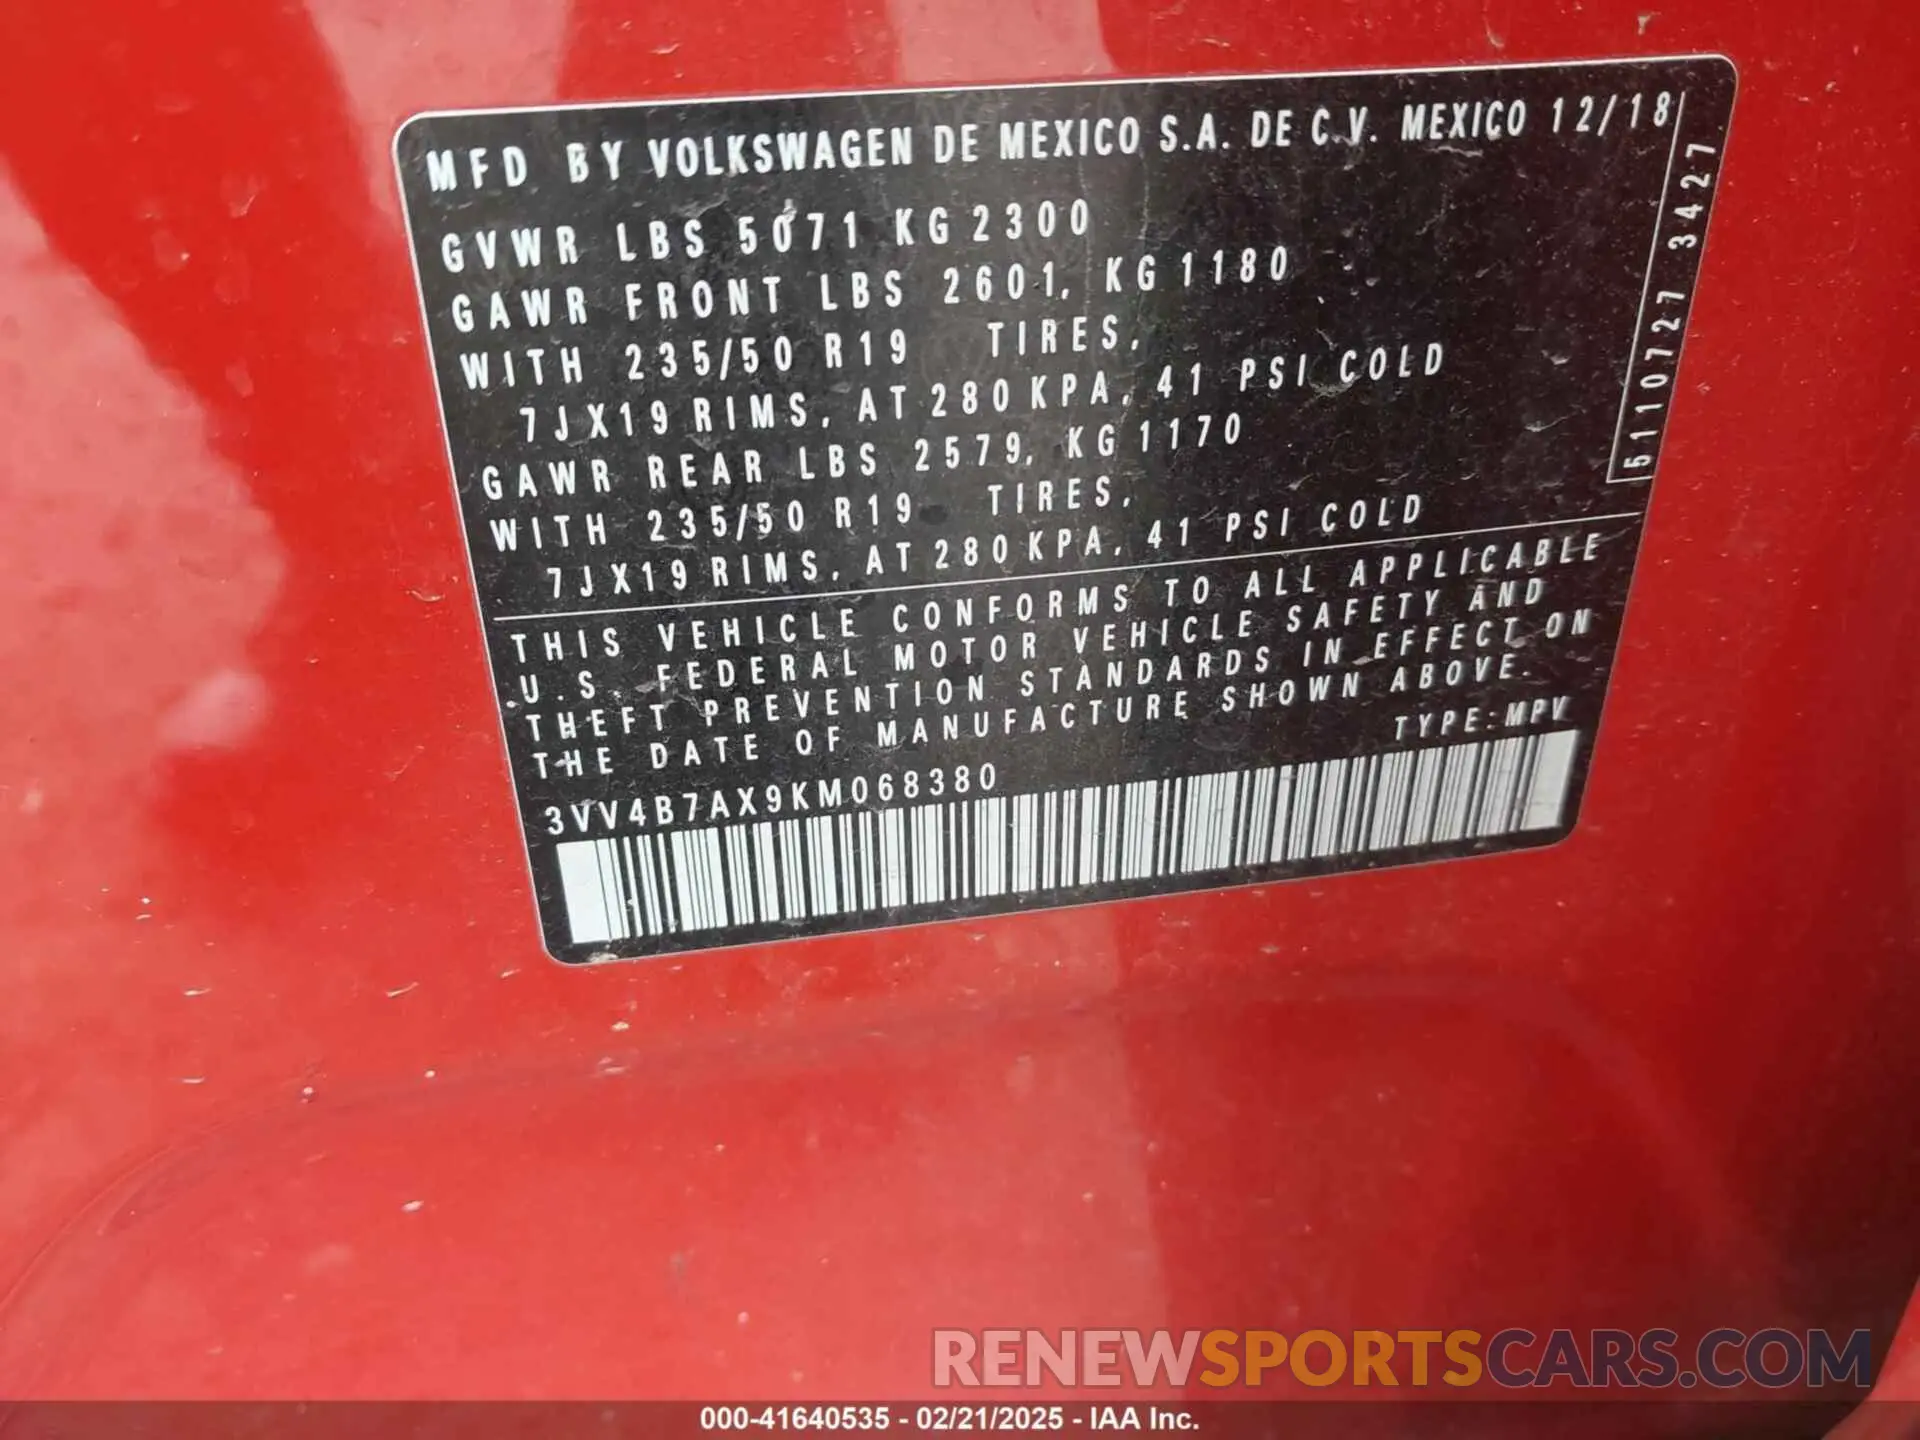 MFD BY VOLKSWAGEN DE MEXICO S.A. DE C.V. MEXICO 12/18
GVWR LBS 5071 KG 2300
GAWR FRONT LBS 2601, KG 1180
WITH 235/50 R19 TIRES,
7JX19 RIMS, AT 280 KPA, 41 PSI COLD
GAWR REAR LBS 2579, KG 1170
WITH 235/50 R19 TIRES,
7JX19 RIMS, AT 280 KPA, 41 PSI COLD
5110727 3427
THIS VEHICLE CONFORMS TO ALL APPLICABLE
U.S. FEDERAL MOTOR VEHICLE SAFETY AND
THEFT PREVENTION STANDARDS IN EFFECT ON
THE DATE OF MANUFACTURE SHOWN ABOVE.
TYPE: MPV
3VV4B7AX9KM068380
RENEWSPORTSCARS.COM
000-41640535 - 02/21/2025 - IAA Inc.